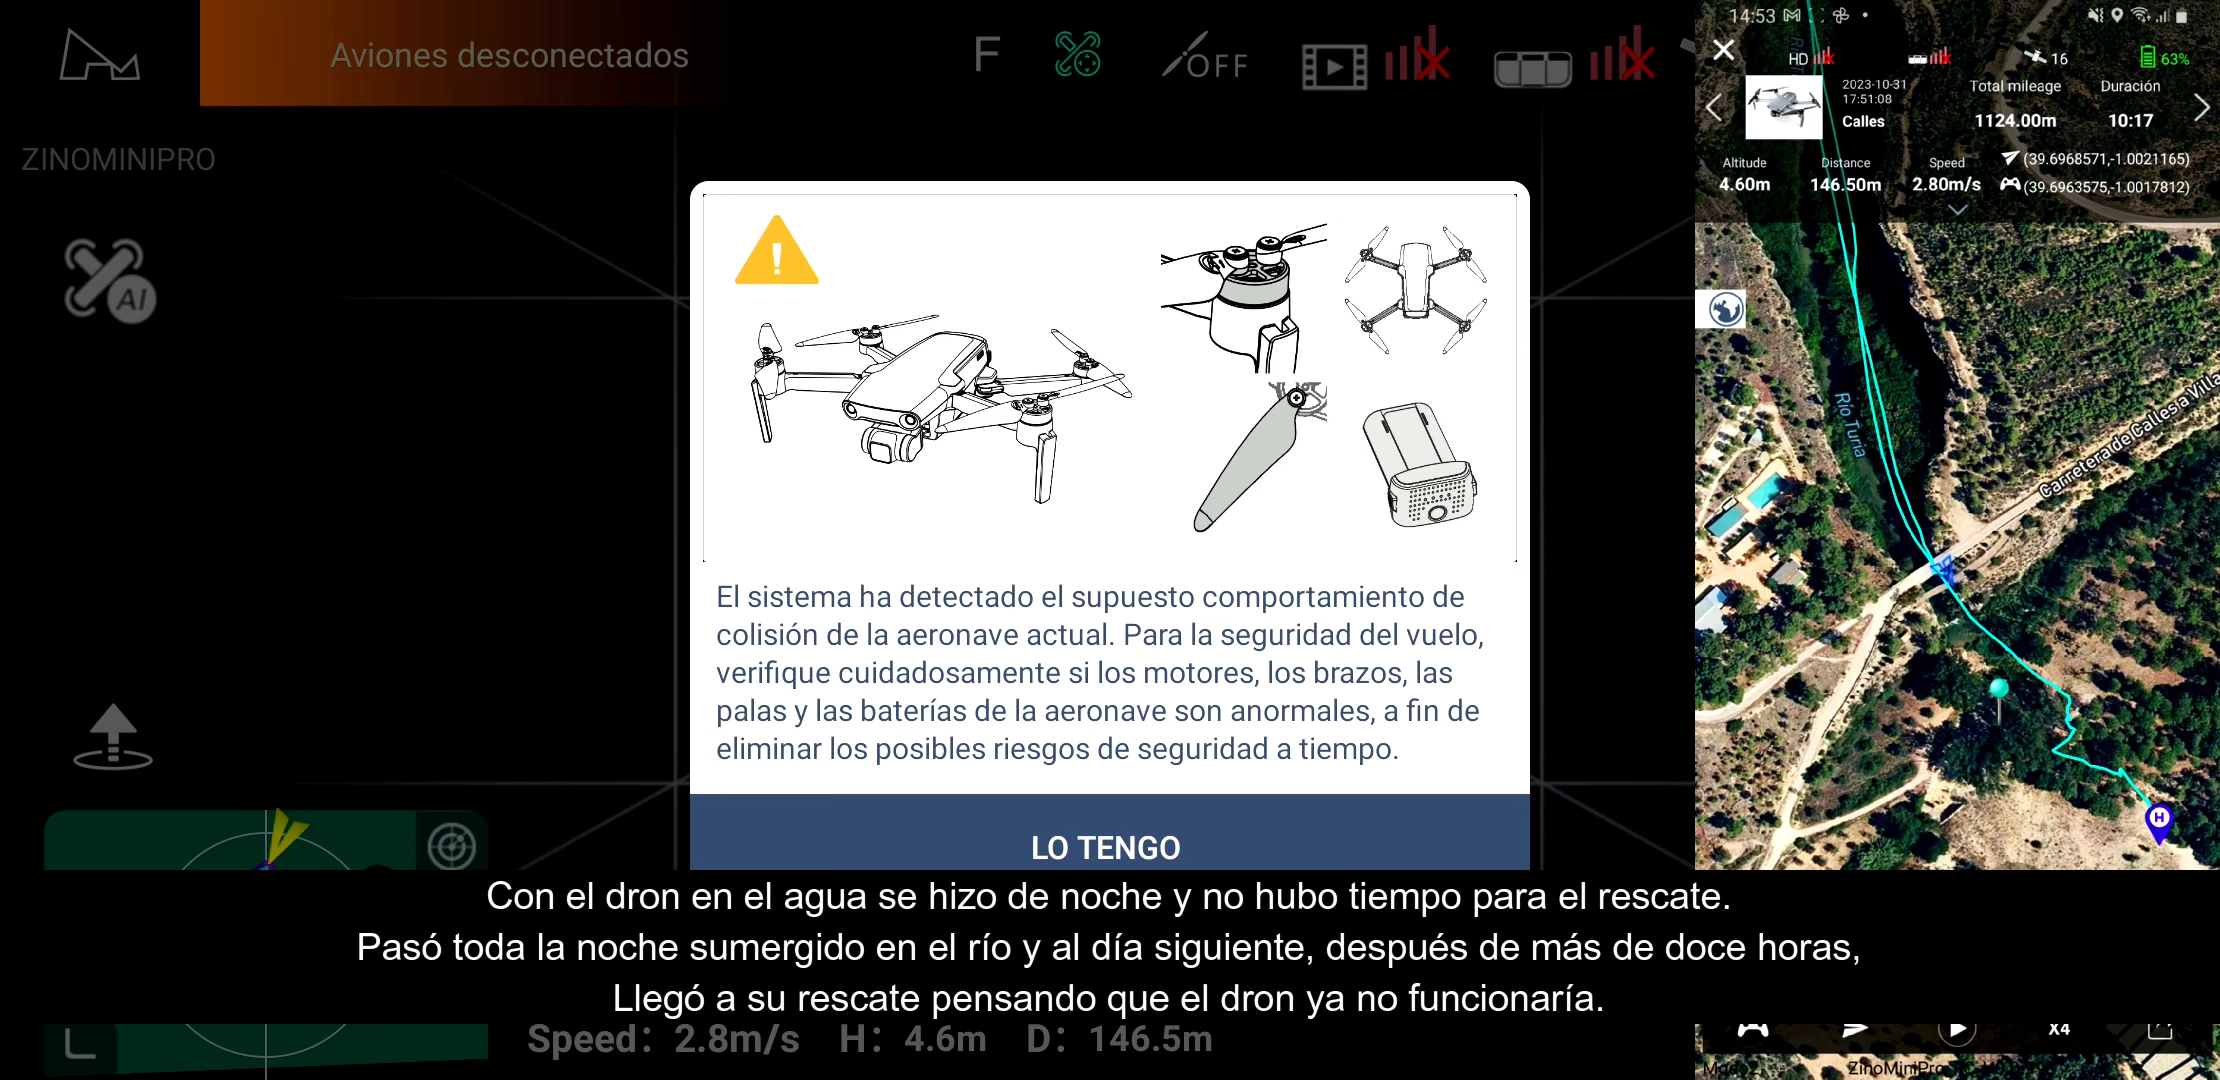 Aviones desconectados
F
OFF
ZINOMINIPRO
AI
El sistema ha detectado el supuesto comportamiento de
colisión de la aeronave actual. Para la seguridad del vuelo,
verifique cuidadosamente si los motores, los brazos, las
palas y las baterías de la aeronave son anormales, a fin de
eliminar los posibles riesgos de seguridad a tiempo.
LO TENGO
14:53
HD
16
63%
2023-10-31
17:51:08
Calles
Total mileage
1124.00m
Duración
10:17
Altitude
4.60m
Distance
146.50m
Speed
2.80m/s
(39.6968571,-1.0021165)
(39.6963575,-1.0017812)
Río Turia
Carretera de Calles a Villa
H
Con el dron en el agua se hizo de noche y no hubo tiempo para el rescate.
Pasó toda la noche sumergido en el río y al día siguiente, después de más de doce horas,
Llegó a su rescate pensando que el dron ya no funcionaría.
Speed: 2.8m/s H: 4.6m D: 146.5m
X4